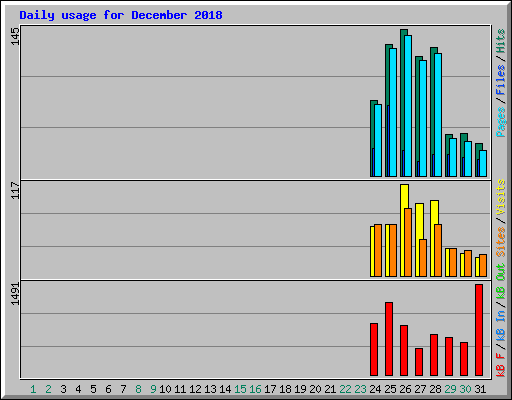 Daily usage for December 2018
145
Pages/Files/Hits
117
Sites/Visits
1491
kB F/kB In/kB Out
1 2 3 4 5 6 7 8 9 10 11 12 13 14 15 16 17 18 19 20 21 22 23 24 25 26 27 28 29 30 31